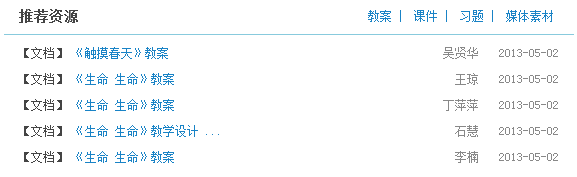 推荐资源 教案 | 课件 | 习题 | 媒体素材
【文档】 《触摸春天》教案 吴贤华 2013-05-02
【文档】 《生命 生命》教案 王琼 2013-05-02
【文档】 《生命 生命》教案 丁萍萍 2013-05-02
【文档】 《生命 生命》教学设计 ... 石慧 2013-05-02
【文档】 《生命 生命》教案 李楠 2013-05-02